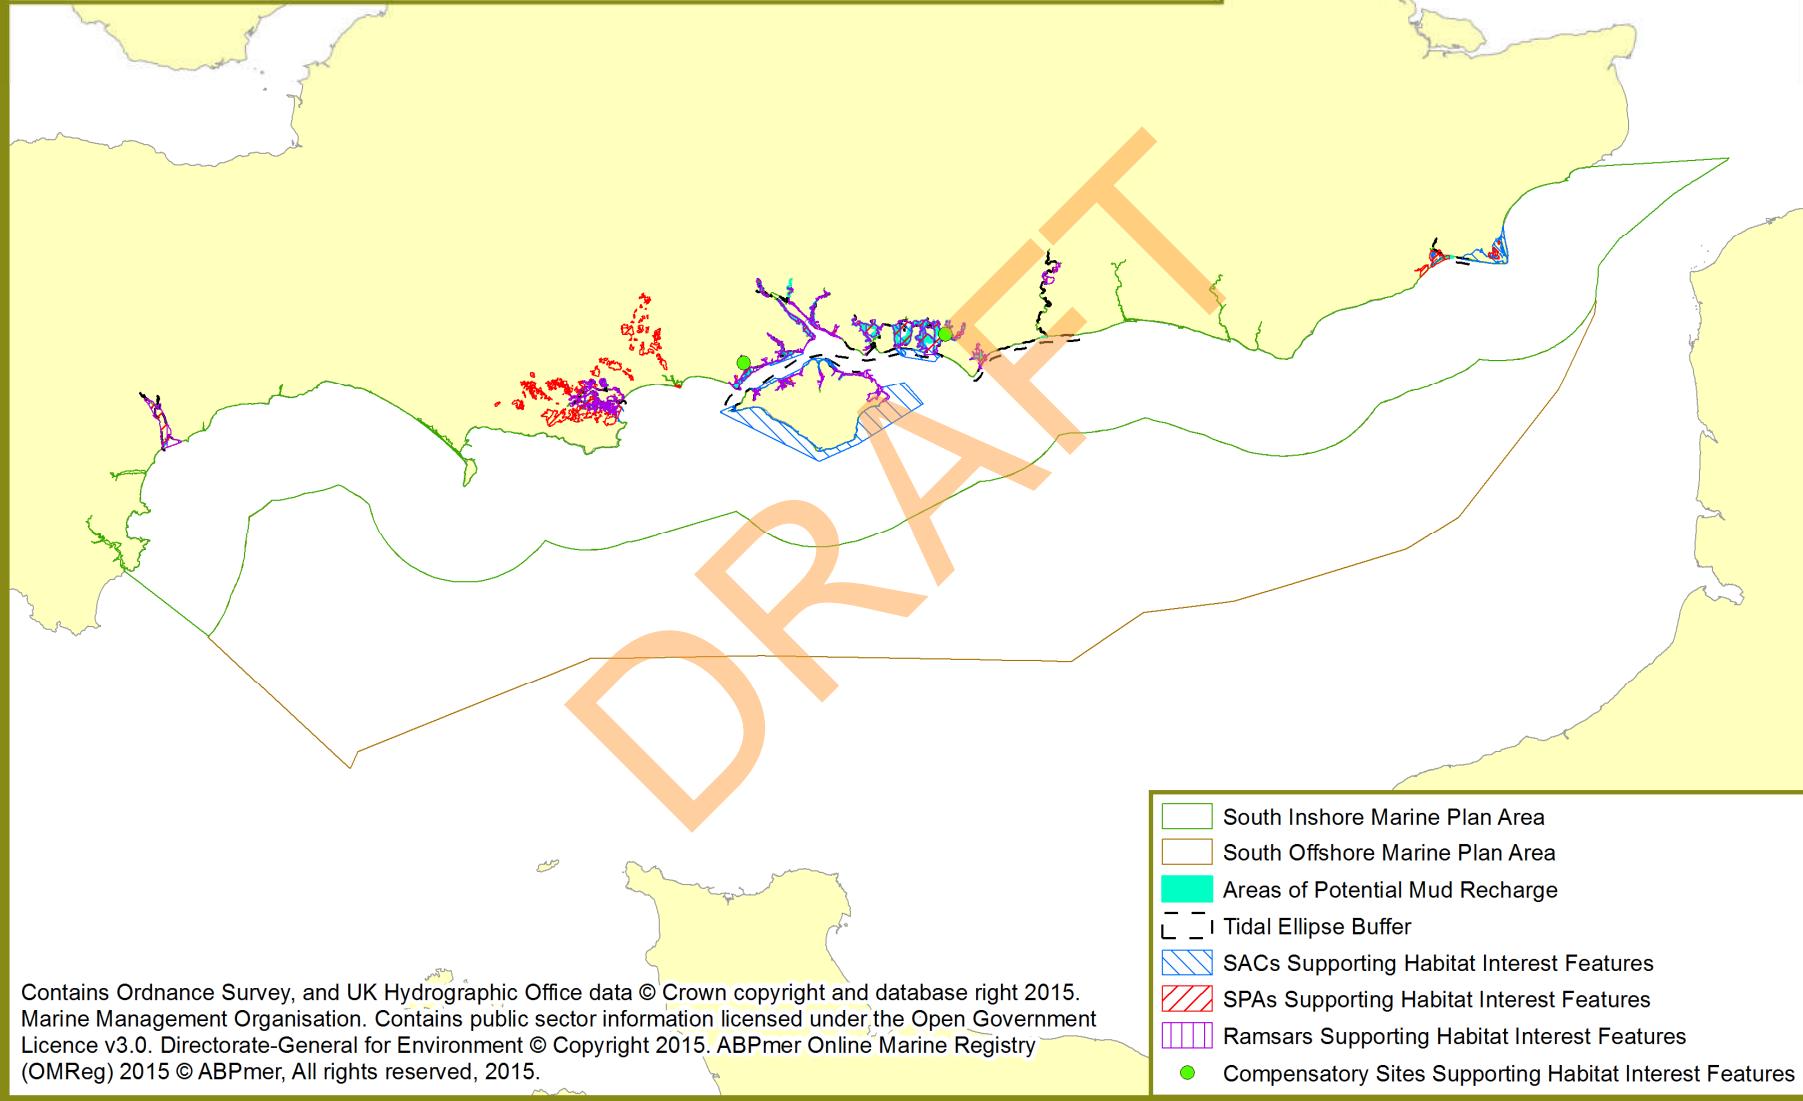 DRAFT
South Inshore Marine Plan Area
South Offshore Marine Plan Area
Areas of Potential Mud Recharge
Tidal Ellipse Buffer
SACs Supporting Habitat Interest Features
SPAs Supporting Habitat Interest Features
Ramsars Supporting Habitat Interest Features
Compensatory Sites Supporting Habitat Interest Features
Contains Ordnance Survey, and UK Hydrographic Office data © Crown copyright and database right 2015.
Marine Management Organisation. Contains public sector information licensed under the Open Government
Licence v3.0. Directorate-General for Environment © Copyright 2015. ABPmer Online Marine Registry
(OMReg) 2015 © ABPmer, All rights reserved, 2015.